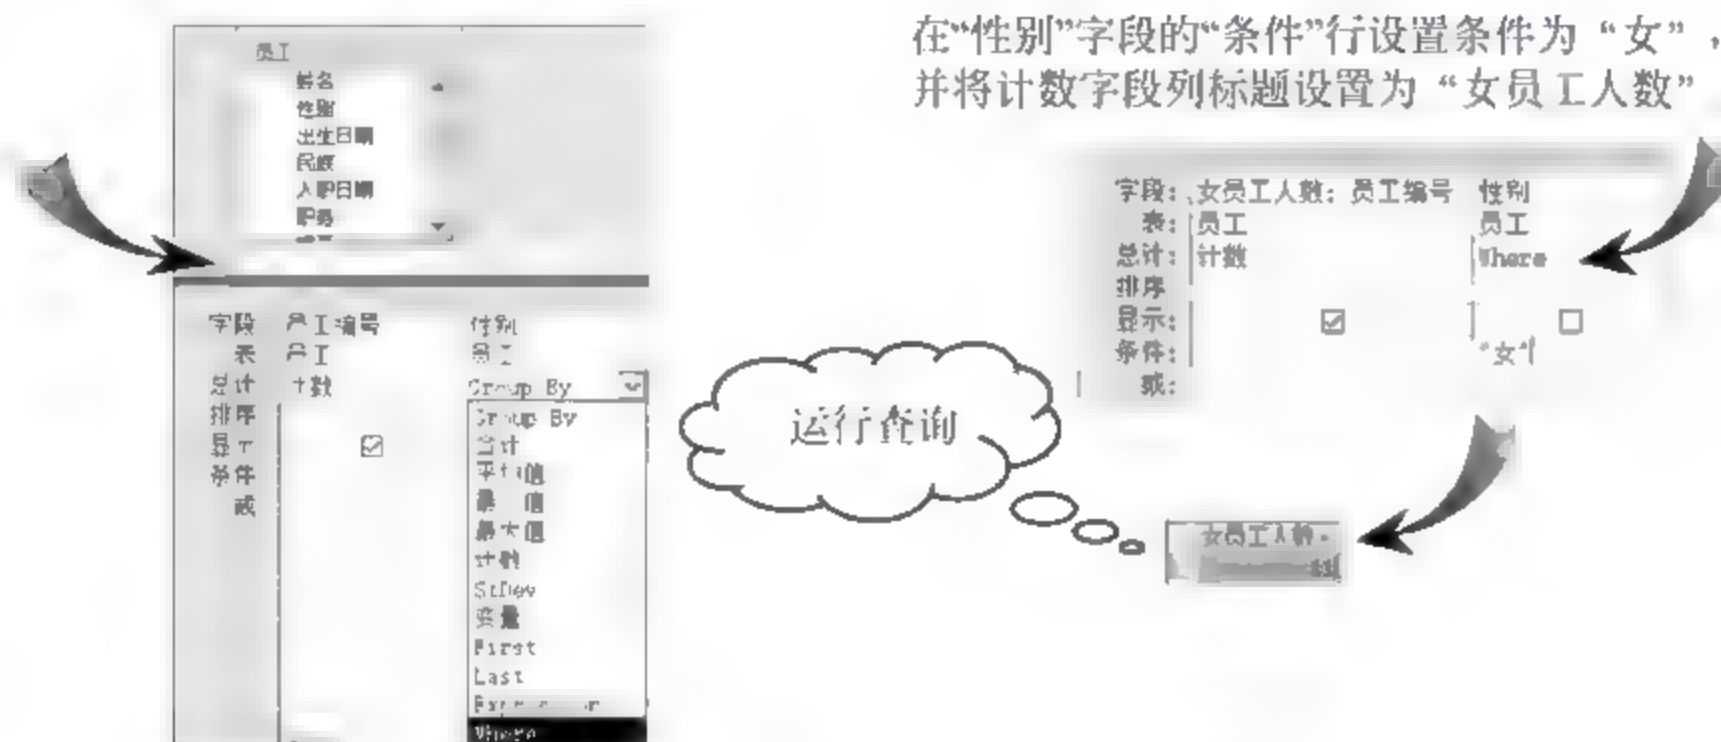 在“性别”字段的“条件”行设置条件为“女”，
并将计数字段列标题设置为“女员工人数”
员工
姓名
性别
出生日期
民族
入职日期
职务
字段 员工编号 性别
表 员工 员工
总计 计数 Group By
排序
显示
条件
或
Group By
合计
平均值
最大值
计数
StDev
变量
First
Last
Expression
Where
运行查询
字段: 女员工人数: 员工编号 性别
表: 员工 员工
总计: 计数 Where
排序
显示:
条件: "女"
或:
女员工人数